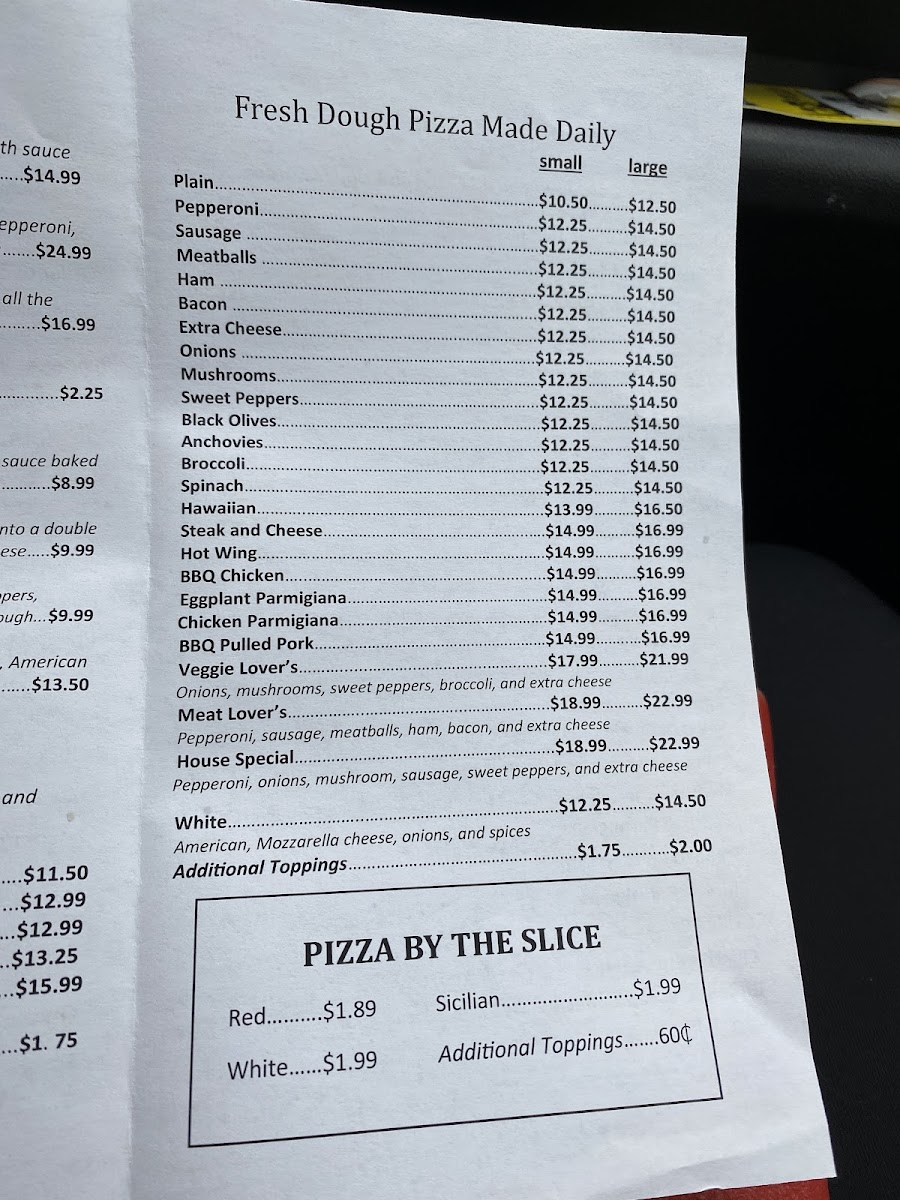 th sauce
.....$14.99
epperoni,
.......$24.99
all the
..........$16.99
..............$2.25
sauce baked
...........$8.99
nto a double
ese.....$9.99
pers,
ough...$9.99
, American
.......$13.50
and
....$11.50
...$12.99
...$12.99
..$13.25
...$15.99
...$1. 75
Fresh Dough Pizza Made Daily
small large
Plain..........$10.50.........$12.50
Pepperoni..........$12.25.........$14.50
Sausage ..........$12.25.........$14.50
Meatballs ..........$12.25.........$14.50
Ham ..........$12.25.........$14.50
Bacon ..........$12.25.........$14.50
Extra Cheese..........$12.25.........$14.50
Onions ..........$12.25.........$14.50
Mushrooms..........$12.25.........$14.50
Sweet Peppers..........$12.25.........$14.50
Black Olives..........$12.25.........$14.50
Anchovies..........$12.25.........$14.50
Broccoli..........$12.25.........$14.50
Spinach..........$12.25.........$14.50
Hawaiian..........$13.99.........$16.50
Steak and Cheese..........$14.99.........$16.99
Hot Wing..........$14.99.........$16.99
BBQ Chicken..........$14.99.........$16.99
Eggplant Parmigiana..........$14.99.........$16.99
Chicken Parmigiana..........$14.99.........$16.99
BBQ Pulled Pork..........$14.99.........$16.99
Veggie Lover's..........$17.99.........$21.99
Onions, mushrooms, sweet peppers, broccoli, and extra cheese
Meat Lover's..........$18.99.........$22.99
Pepperoni, sausage, meatballs, ham, bacon, and extra cheese
House Special..........$18.99.........$22.99
Pepperoni, onions, mushroom, sausage, sweet peppers, and extra cheese
White..........$12.25.........$14.50
American, Mozzarella cheese, onions, and spices
Additional Toppings..........$1.75..........$2.00
PIZZA BY THE SLICE
Red..........$1.89 Sicilian..........................$1.99
White......$1.99 Additional Toppings.......60¢